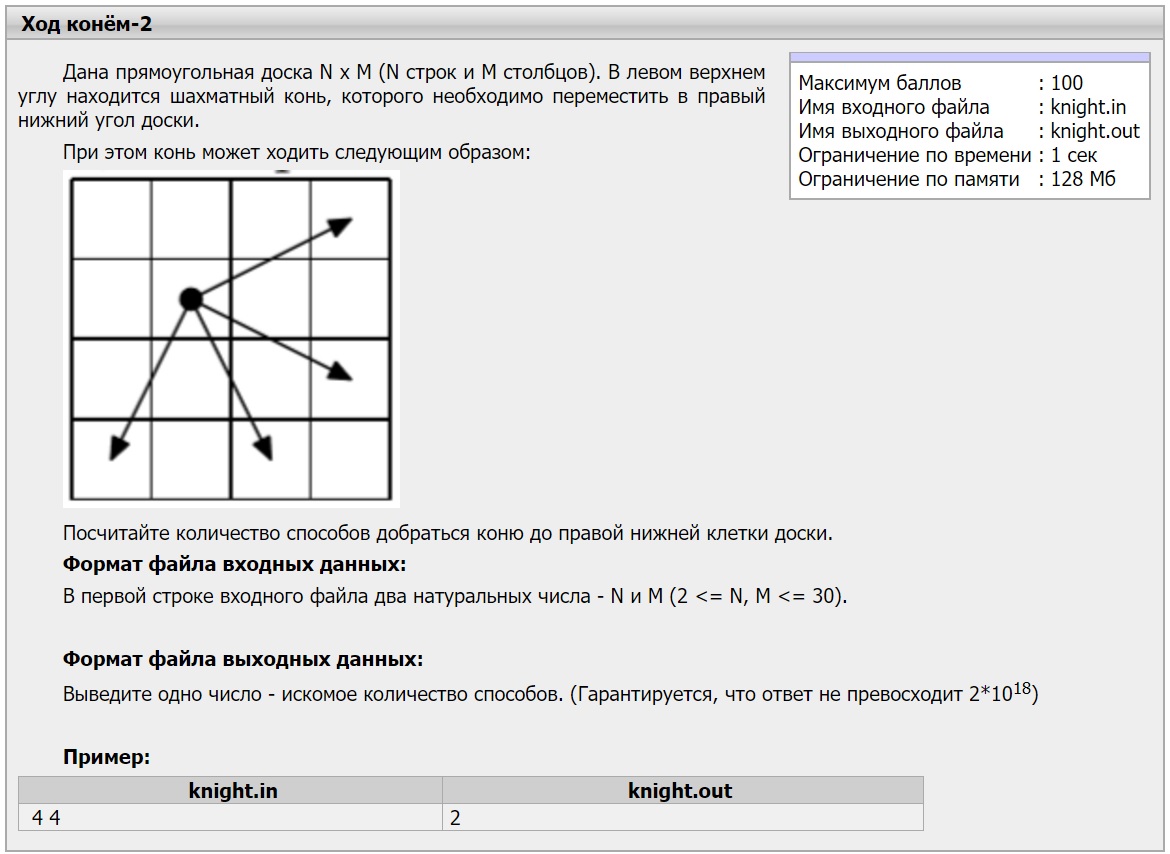 Ход конём-2
Дана прямоугольная доска N x M (N строк и M столбцов). В левом верхнем
углу находится шахматный конь, которого необходимо переместить в правый
нижний угол доски.
При этом конь может ходить следующим образом:
Максимум баллов : 100
Имя входного файла : knight.in
Имя выходного файла : knight.out
Ограничение по времени : 1 сек
Ограничение по памяти : 128 Мб
Посчитайте количество способов добраться коню до правой нижней клетки доски.
Формат файла входных данных:
В первой строке входного файла два натуральных числа - N и M (2 <= N, M <= 30).
Формат файла выходных данных:
Выведите одно число - искомое количество способов. (Гарантируется, что ответ не превосходит 2*10^18)
Пример:
knight.in knight.out
4 4 2